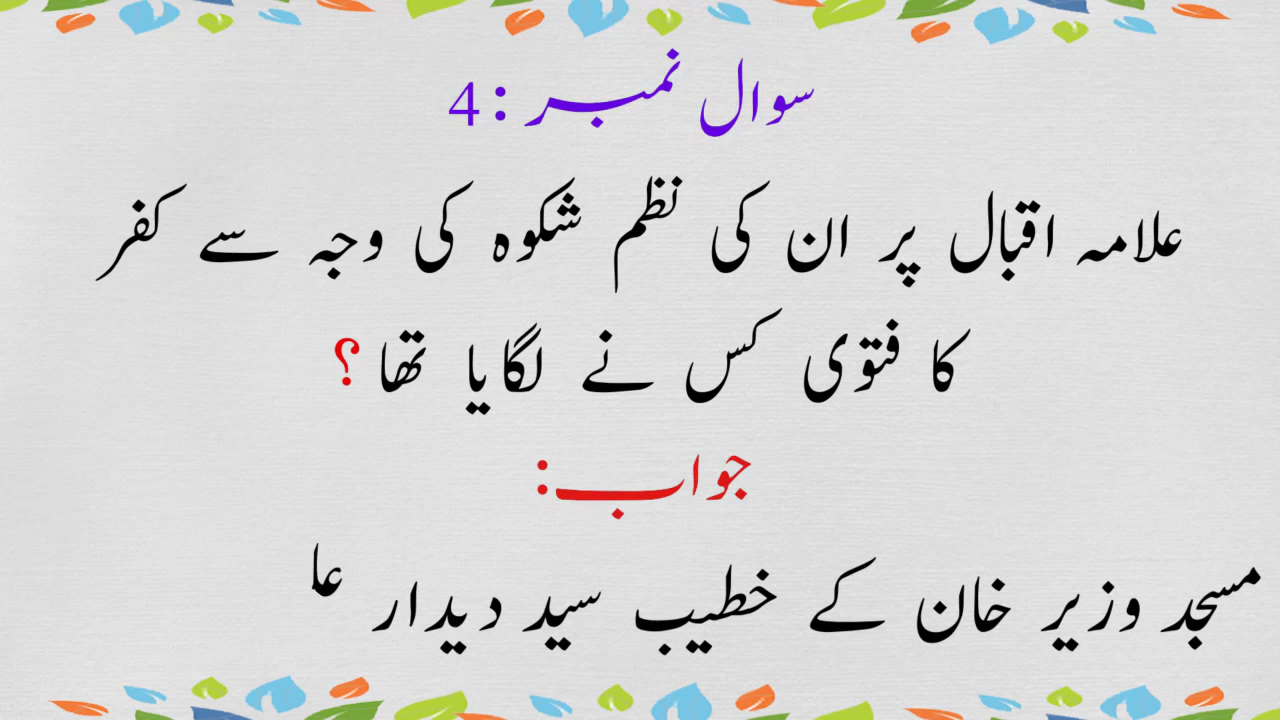 سوال نمبر :4
علامہ اقبال پر ان کی نظم شکوہ کی وجہ سے کفر
کا فتوی کس نے لگایا تھا ؟
جواب:
مسجد وزیر خان کے خطیب سید دیدار عا